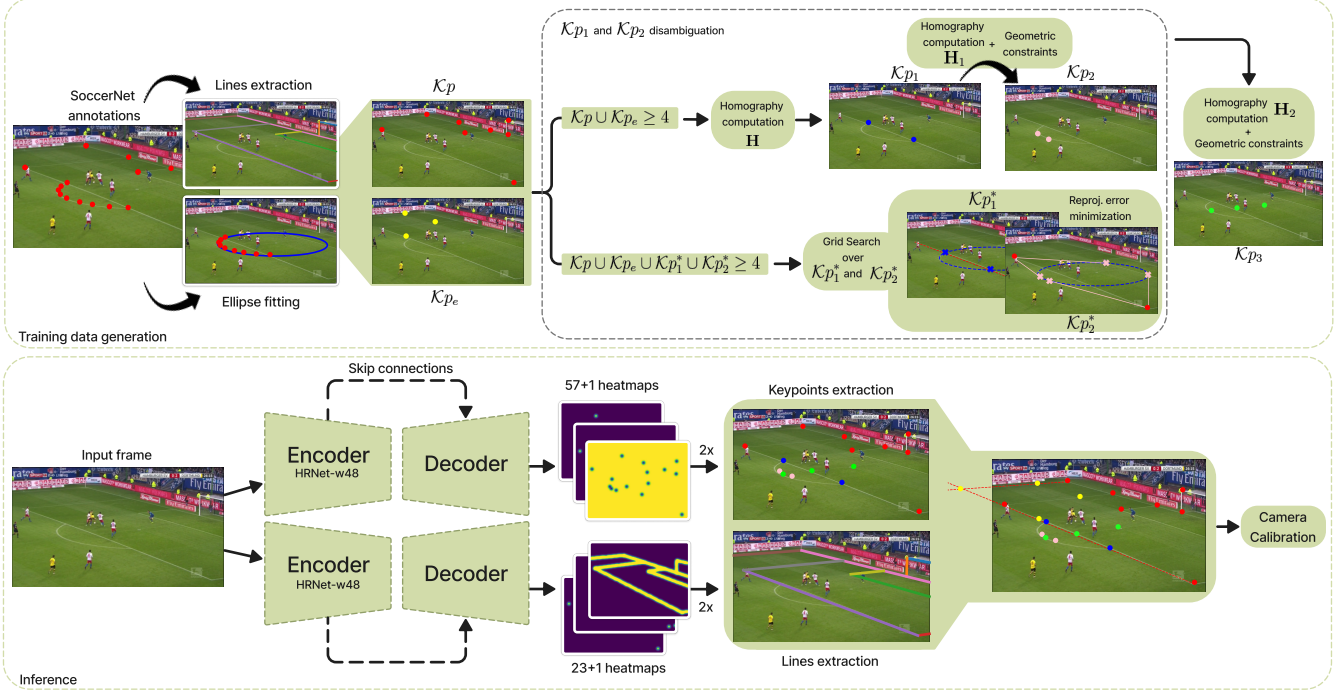 SoccerNet
annotations
Lines extraction
Ellipse fitting
Training data generation
𝒦p
𝒦pₑ
𝒦p₁ and 𝒦p₂ disambiguation
𝒦p ∪ 𝒦pₑ ≥ 4
Homography
computation
H
𝒦p₁
Homography
computation + Geometric
constraints
H₁
𝒦p₂
𝒦p ∪ 𝒦pₑ ∪ 𝒦p₁* ∪ 𝒦p₂* ≥ 4
Grid Search
over
𝒦p₁* and 𝒦p₂*
𝒦p₁*
Reproj. error
minimization
𝒦p₂*
Homography
computation H₂
+
Geometric constraints
𝒦p₃
Input frame
Skip connections
Encoder
HRNet-w48
Decoder
Encoder
HRNet-w48
Decoder
57+1 heatmaps
2x
23+1 heatmaps
2x
Keypoints extraction
Lines extraction
Camera
Calibration
Inference